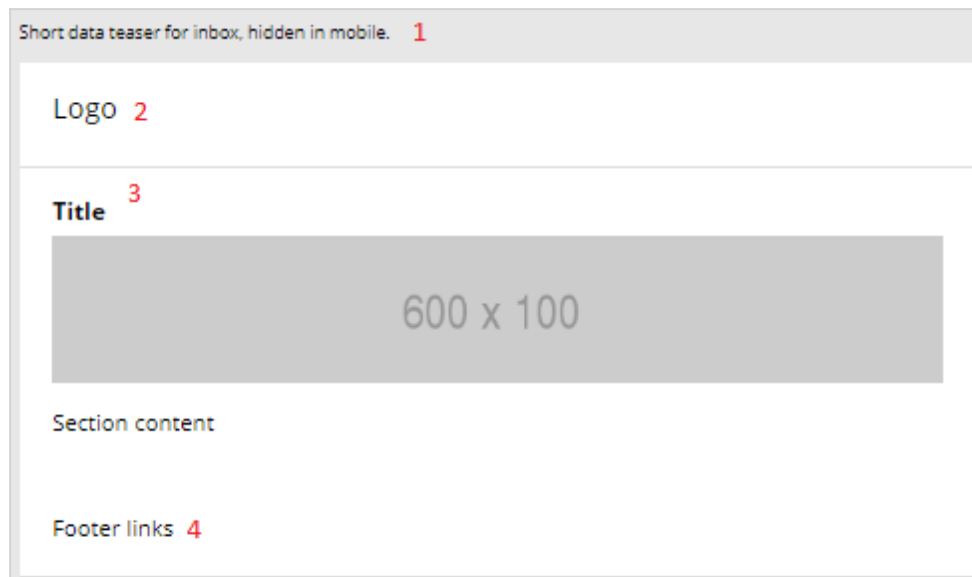 Short data teaser for inbox, hidden in mobile. 1
Logo 2
3
Title
600 x 100
Section content
Footer links 4